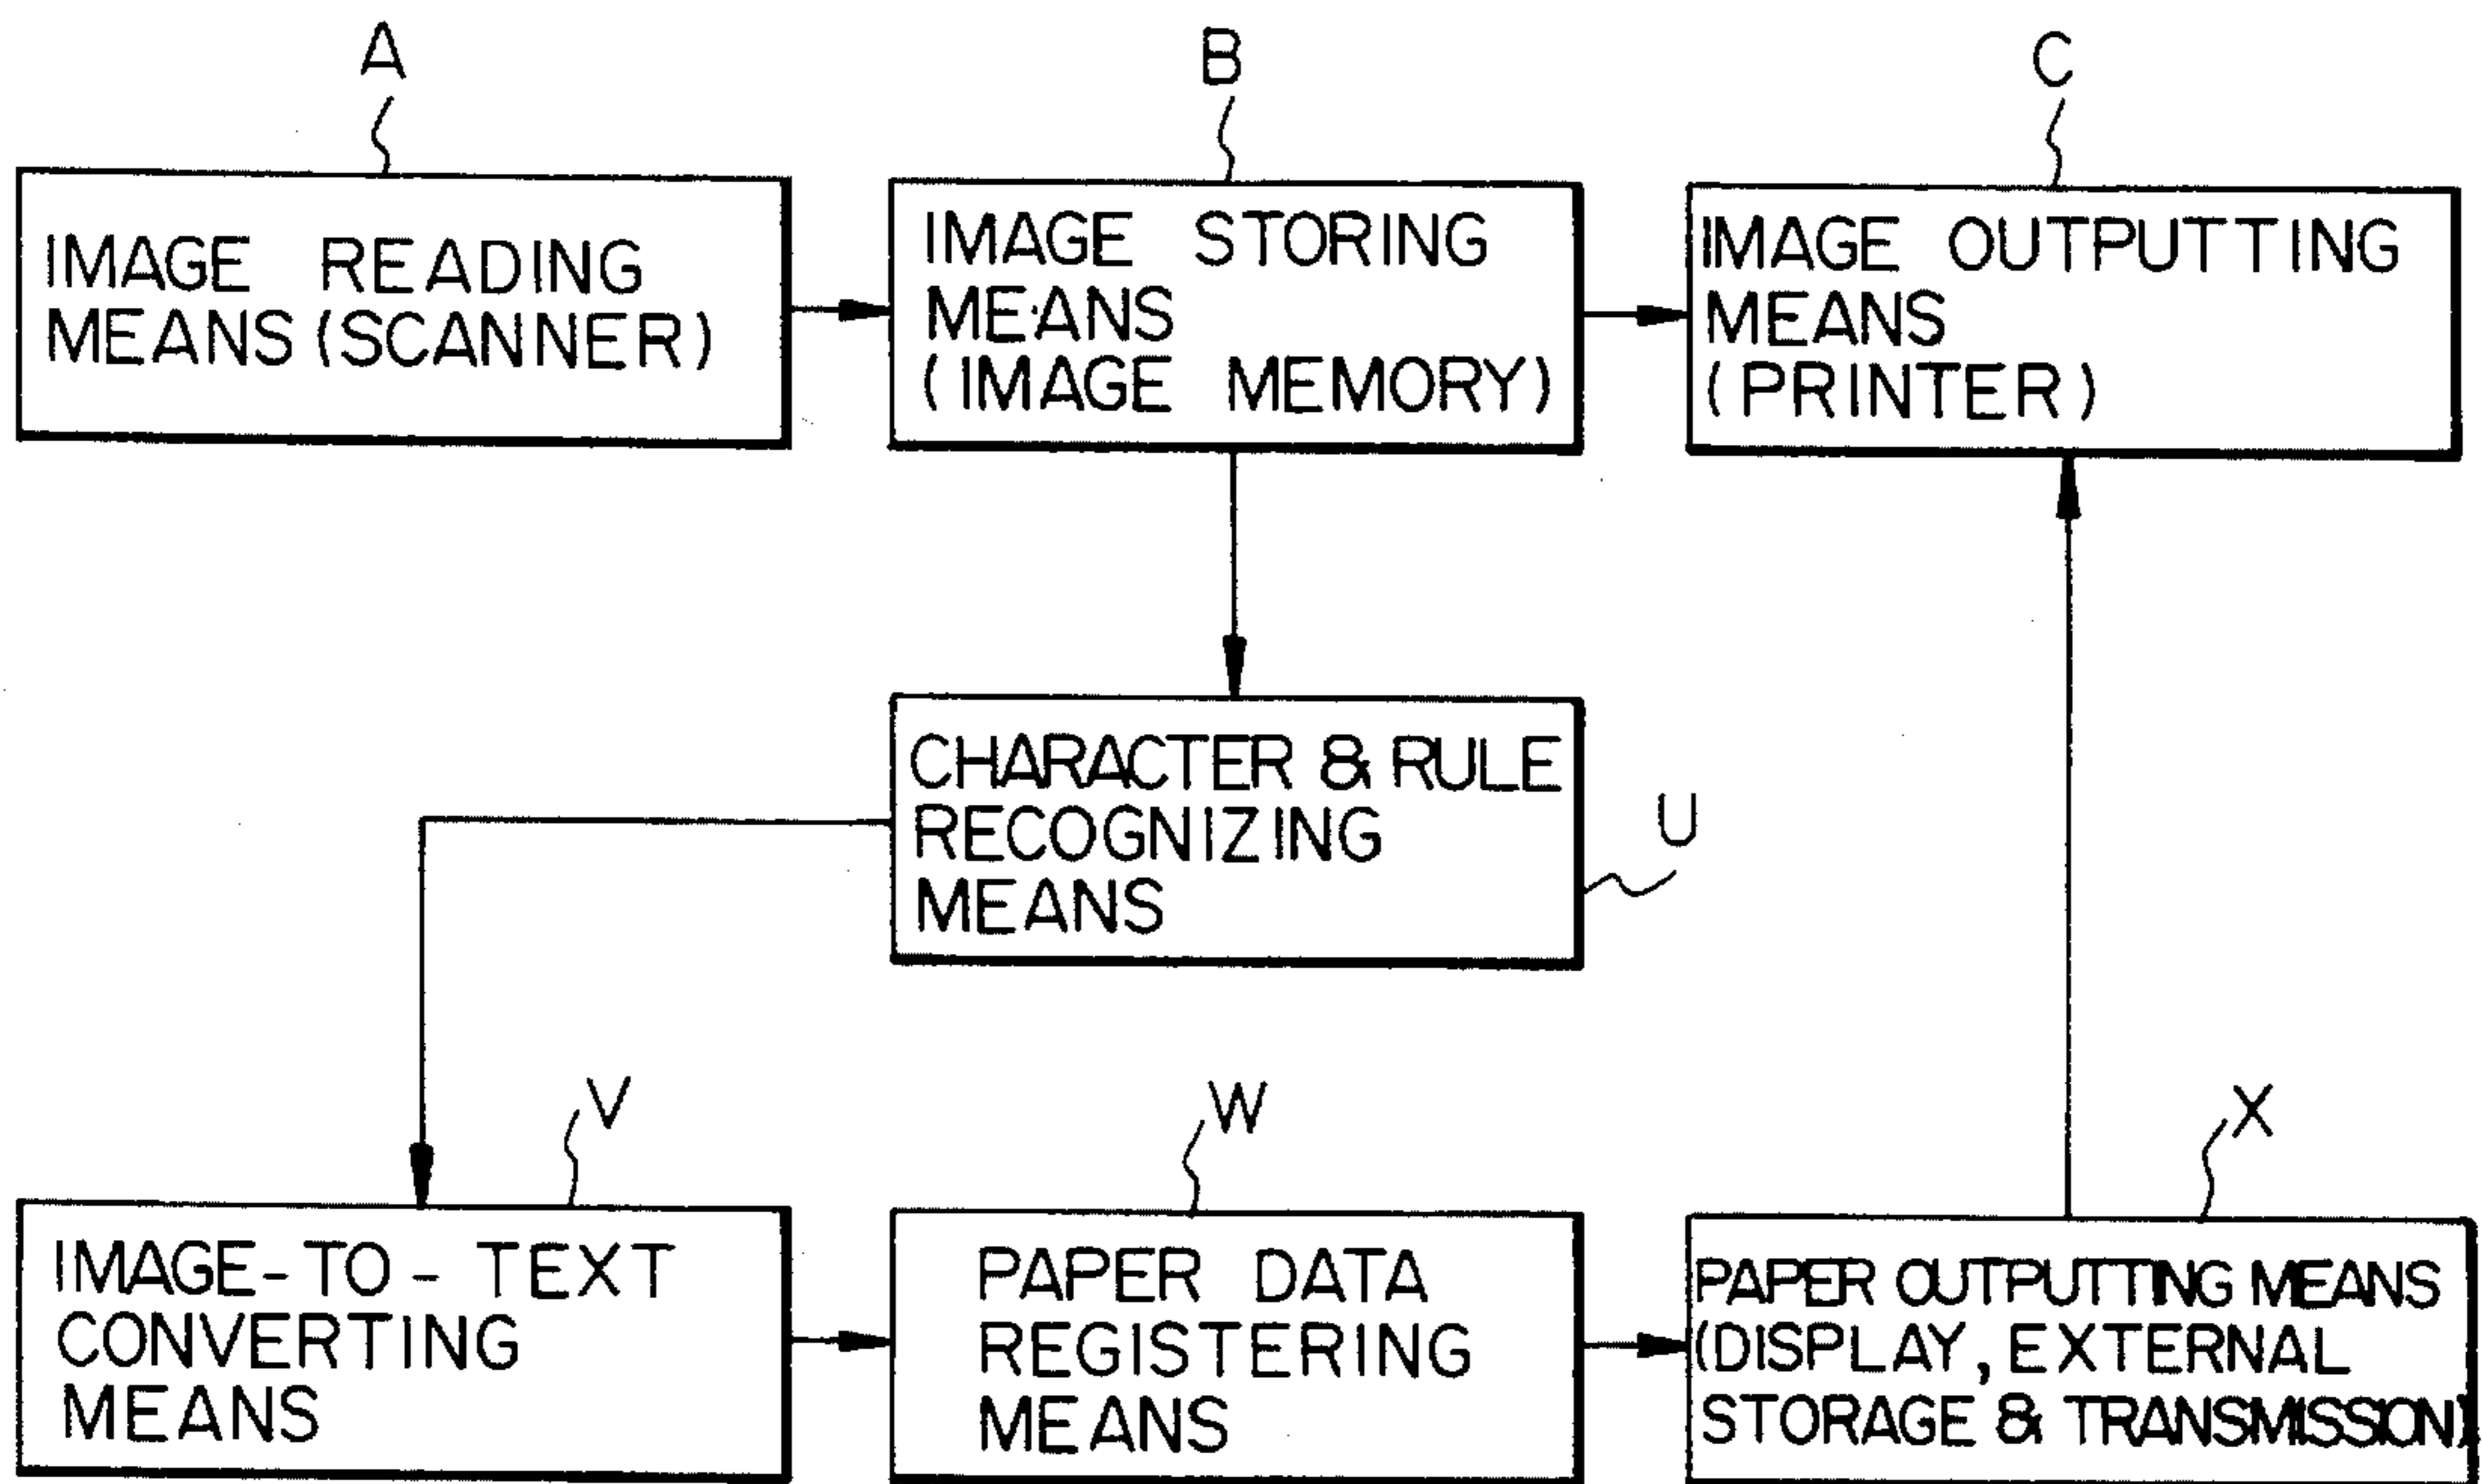 A
B
C
IMAGE READING
MEANS (SCANNER)
IMAGE STORING
MEANS
(IMAGE MEMORY)
IMAGE OUTPUTTING
MEANS
(PRINTER)
CHARACTER & RULE
RECOGNIZING
MEANS
U
V
W
X
IMAGE-TO-TEXT
CONVERTING
MEANS
PAPER DATA
REGISTERING
MEANS
PAPER OUTPUTTING MEANS
(DISPLAY, EXTERNAL
STORAGE & TRANSMISSION)